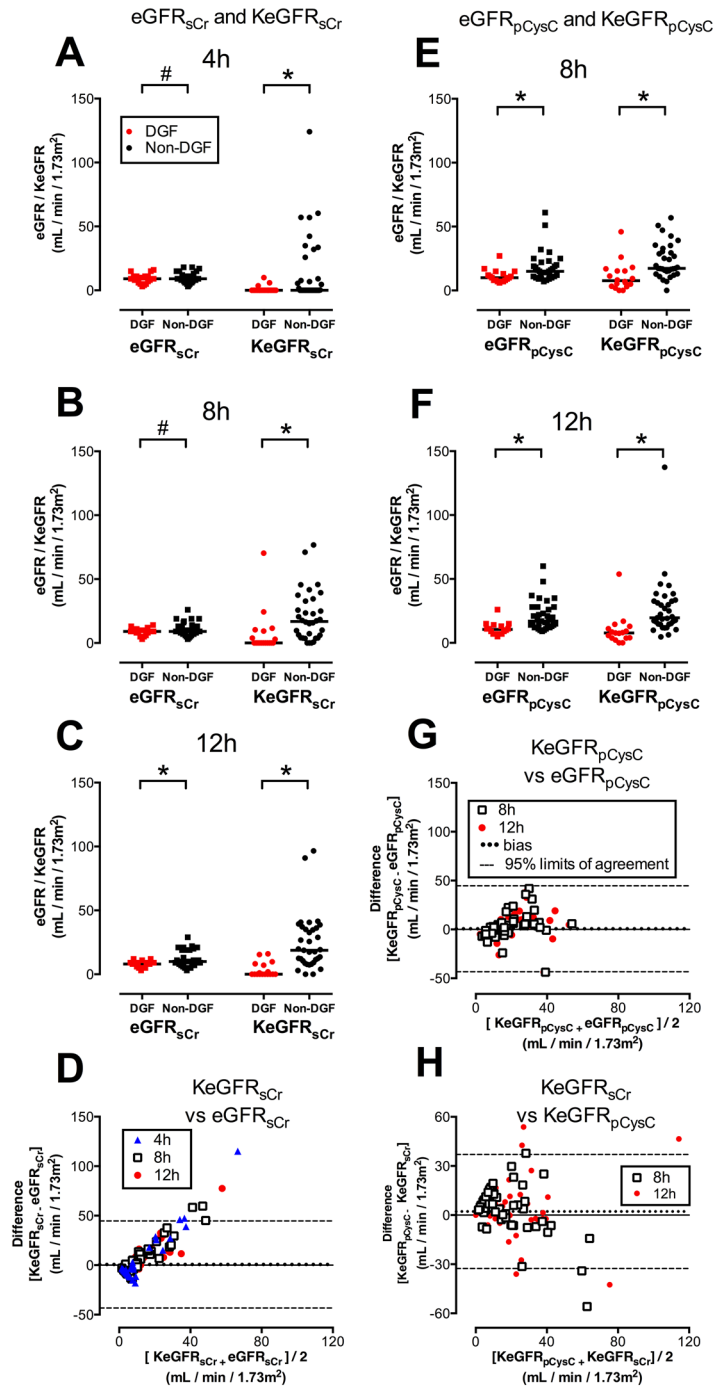 eGFRsCr and KeGFRsCr
A
4h
#
*
150
100
50
0
eGFR / KeGFR
(mL / min / 1.73m2)
DGF
Non-DGF
DGF
Non-DGF
DGF
Non-DGF
eGFRsCr
KeGFRsCr
B
8h
#
*
150
100
50
0
eGFR / KeGFR
(mL / min / 1.73m2)
DGF
Non-DGF
DGF
Non-DGF
eGFRsCr
KeGFRsCr
C
12h
*
*
150
100
50
0
eGFR / KeGFR
(mL / min / 1.73m2)
DGF
Non-DGF
DGF
Non-DGF
eGFRsCr
KeGFRsCr
D
KeGFRsCr
vs eGFRsCr
150
100
50
0
-50
Difference
[KeGFRsCr - eGFRsCr]
(mL / min / 1.73m2)
4h
8h
12h
0
40
80
120
[ KeGFRsCr + eGFRsCr ] / 2
(mL / min / 1.73m2)
eGFRpCysC and KeGFRpCysC
E
8h
*
*
150
100
50
0
eGFR / KeGFR
(mL / min / 1.73m2)
DGF
Non-DGF
DGF
Non-DGF
eGFRpCysC
KeGFRpCysC
F
12h
*
*
150
100
50
0
eGFR / KeGFR
(mL / min / 1.73m2)
DGF
Non-DGF
DGF
Non-DGF
eGFRpCysC
KeGFRpCysC
G
KeGFRpCysC
vs eGFRpCysC
150
100
50
0
-50
Difference
[KeGFRpCysC - eGFRpCysC]
(mL / min / 1.73m2)
8h
12h
bias
95% limits of agreement
0
40
80
120
[ KeGFRpCysC + eGFRpCysC ] / 2
(mL / min / 1.73m2)
H
KeGFRsCr
vs KeGFRpCysC
60
30
0
-30
-60
Difference
[KeGFRpCysC - KeGFRsCr]
(mL / min / 1.73m2)
8h
12h
0
40
80
120
[KeGFRpCysC + KeGFRsCr] / 2
(mL / min / 1.73m2)